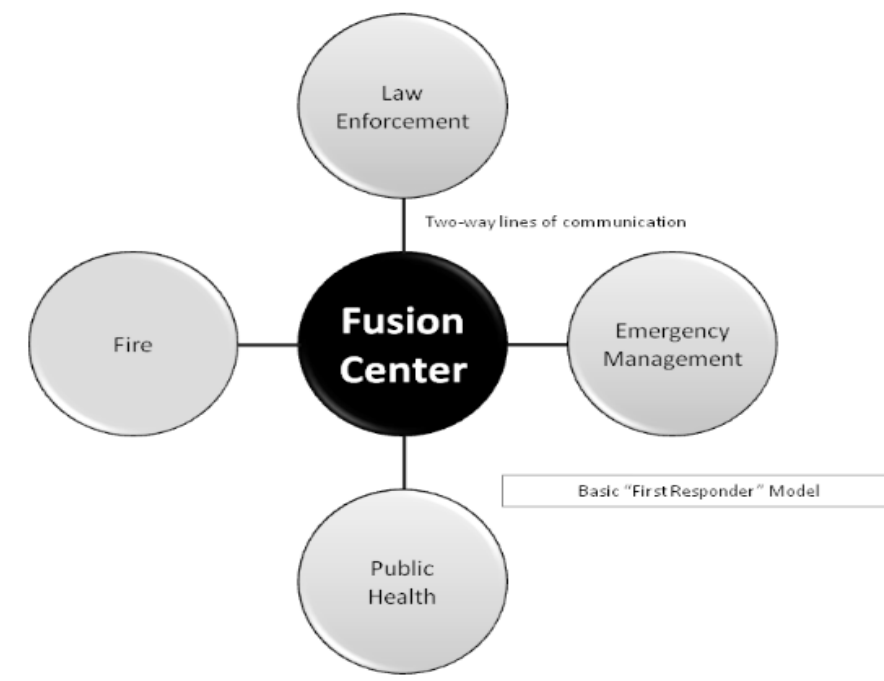 Law
Enforcement
Two-way lines of communication
Fusion
Center
Fire
Emergency
Management
Basic “First Responder” Model
Public
Health